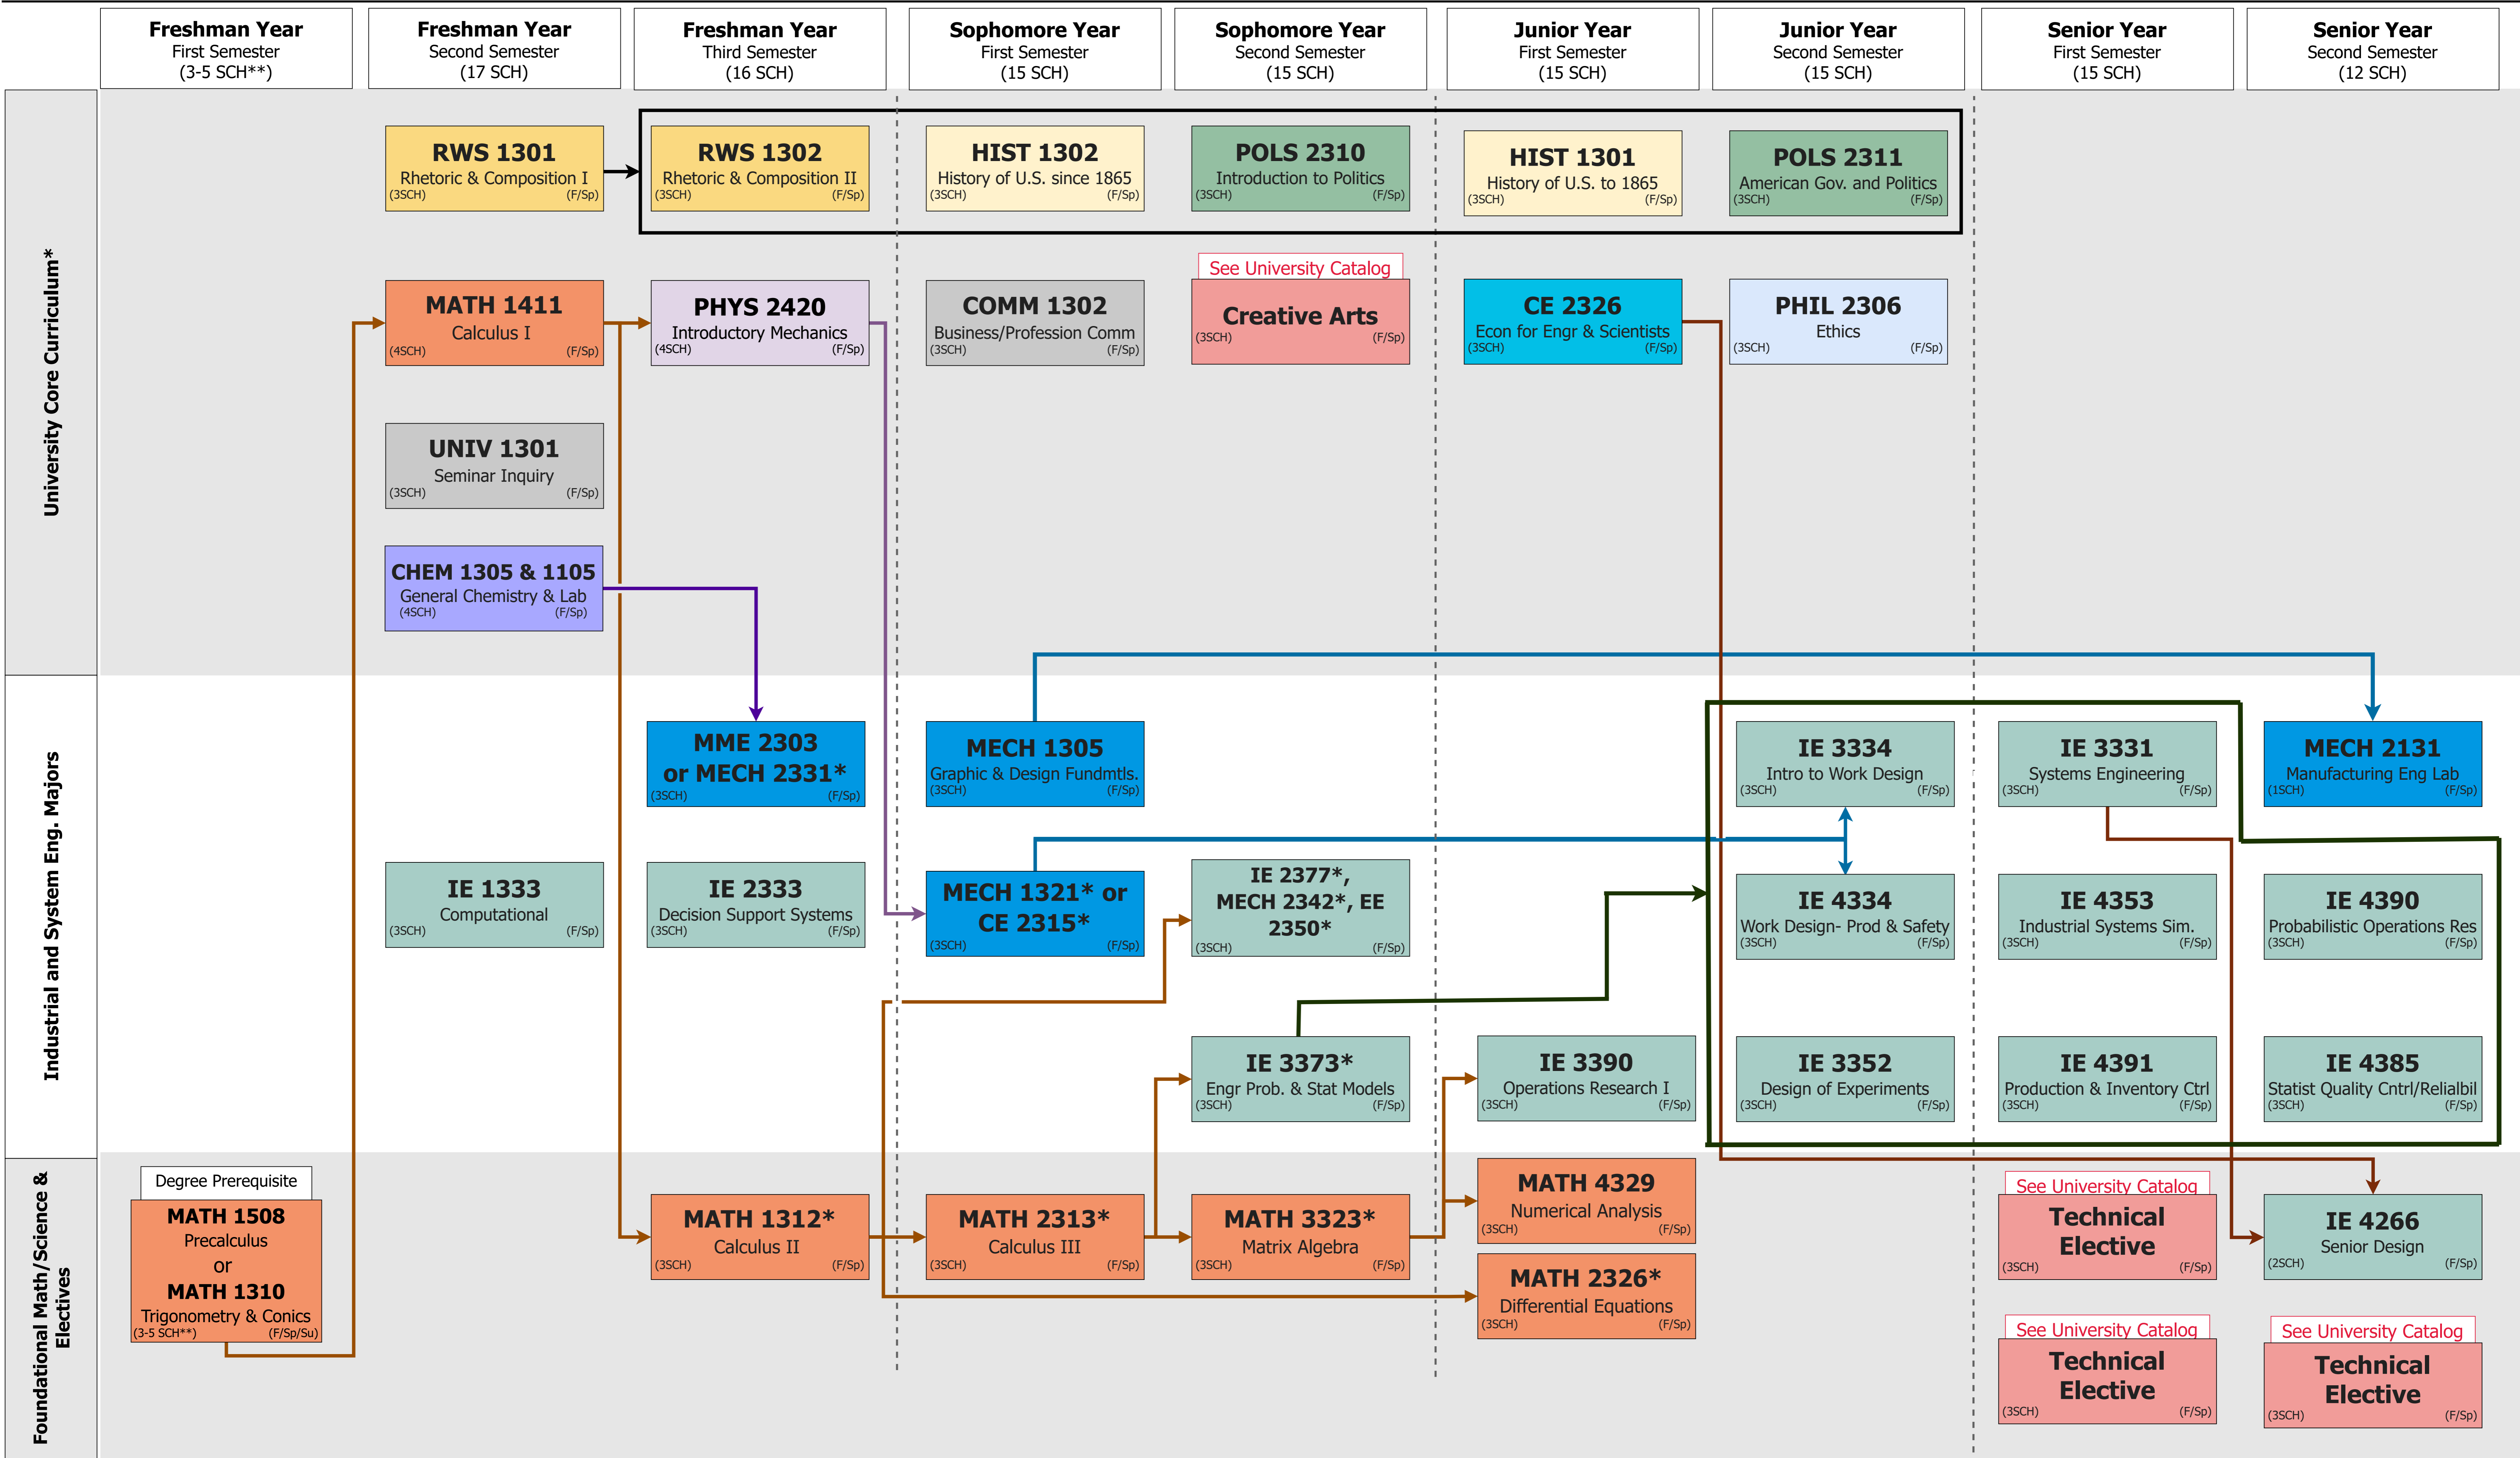 Freshman Year
First Semester
(3-5 SCH**)
Freshman Year
Second Semester
(17 SCH)
Freshman Year
Third Semester
(16 SCH)
Sophomore Year
First Semester
(15 SCH)
Sophomore Year
Second Semester
(15 SCH)
Junior Year
First Semester
(15 SCH)
Junior Year
Second Semester
(15 SCH)
Senior Year
First Semester
(15 SCH)
Senior Year
Second Semester
(12 SCH)
University Core Curriculum*
RWS 1301
Rhetoric & Composition I
(3SCH) (F/Sp)
RWS 1302
Rhetoric & Composition II
(3SCH) (F/Sp)
HIST 1302
History of U.S. since 1865
(3SCH) (F/Sp)
POLS 2310
Introduction to Politics
(3SCH) (F/Sp)
HIST 1301
History of U.S. to 1865
(3SCH) (F/Sp)
POLS 2311
American Gov. and Politics
(3SCH) (F/Sp)
MATH 1411
Calculus I
(4SCH) (F/Sp)
PHYS 2420
Introductory Mechanics
(4SCH) (F/Sp)
COMM 1302
Business/Profession Comm
(3SCH) (F/Sp)
See University Catalog
Creative Arts
(3SCH) (F/Sp)
CE 2326
Econ for Engr & Scientists
(3SCH) (F/Sp)
PHIL 2306
Ethics
(3SCH) (F/Sp)
UNIV 1301
Seminar Inquiry
(3SCH) (F/Sp)
CHEM 1305 & 1105
General Chemistry & Lab
(4SCH) (F/Sp)
Industrial and System Eng. Majors
MME 2303
or MECH 2331*
(3SCH) (F/Sp)
MECH 1305
Graphic & Design Fundmtls.
(3SCH) (F/Sp)
IE 3334
Intro to Work Design
(3SCH) (F/Sp)
IE 3331
Systems Engineering
(3SCH) (F/Sp)
MECH 2131
Manufacturing Eng Lab
(1SCH) (F/Sp)
IE 1333
Computational
(3SCH) (F/Sp)
IE 2333
Decision Support Systems
(3SCH) (F/Sp)
MECH 1321* or
CE 2315*
(3SCH) (F/Sp)
IE 2377*,
MECH 2342*, EE
2350*
(3SCH) (F/Sp)
IE 4334
Work Design- Prod & Safety
(3SCH) (F/Sp)
IE 4353
Industrial Systems Sim.
(3SCH) (F/Sp)
IE 4390
Probabilistic Operations Res
(3SCH) (F/Sp)
IE 3373*
Engr Prob. & Stat Models
(3SCH) (F/Sp)
IE 3390
Operations Research I
(3SCH) (F/Sp)
IE 3352
Design of Experiments
(3SCH) (F/Sp)
IE 4391
Production & Inventory Ctrl
(3SCH) (F/Sp)
IE 4385
Statist Quality Cntrl/Relialbil
(3SCH) (F/Sp)
Foundational Math/Science &
Electives
Degree Prerequisite
MATH 1508
Precalculus
or
MATH 1310
Trigonometry & Conics
(3-5 SCH**) (F/Sp/Su)
MATH 1312*
Calculus II
(3SCH) (F/Sp)
MATH 2313*
Calculus III
(3SCH) (F/Sp)
MATH 3323*
Matrix Algebra
(3SCH) (F/Sp)
MATH 4329
Numerical Analysis
(3SCH) (F/Sp)
MATH 2326*
Differential Equations
(3SCH) (F/Sp)
See University Catalog
Technical
Elective
(3SCH) (F/Sp)
IE 4266
Senior Design
(2SCH) (F/Sp)
See University Catalog
Technical
Elective
(3SCH) (F/Sp)
See University Catalog
Technical
Elective
(3SCH) (F/Sp)